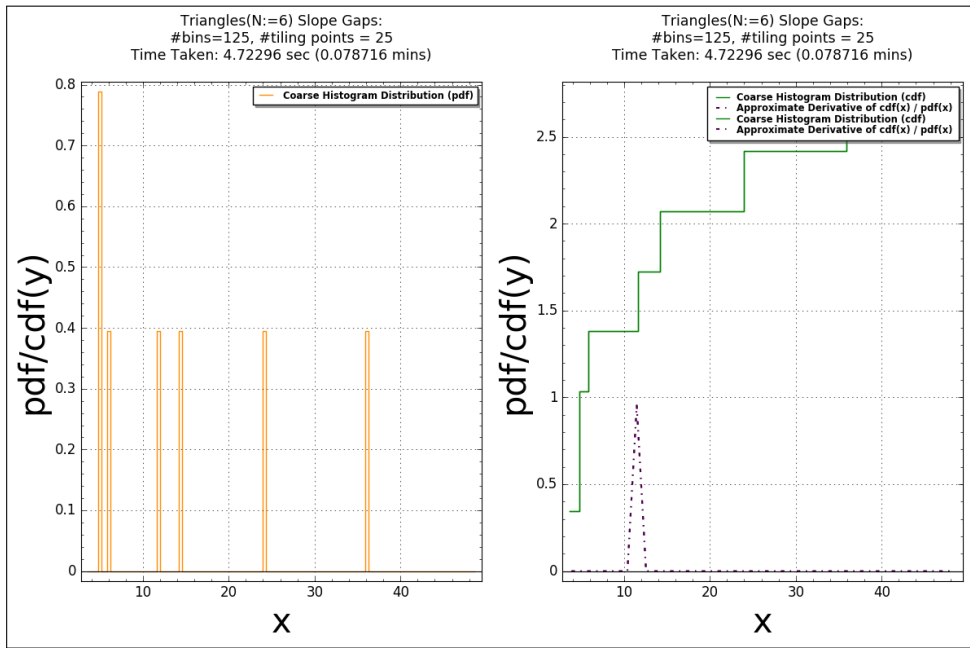 Triangles(N:=6) Slope Gaps:
#bins=125, #tiling points = 25
Time Taken: 4.72296 sec (0.078716 mins)
Coarse Histogram Distribution (pdf)
0.8
0.7
0.6
0.5
0.4
0.3
0.2
0.1
0
pdf/cdf(y)
10
20
30
40
x
Triangles(N:=6) Slope Gaps:
#bins=125, #tiling points = 25
Time Taken: 4.72296 sec (0.078716 mins)
Coarse Histogram Distribution (cdf)
Approximate Derivative of cdf(x) / pdf(x)
Coarse Histogram Distribution (cdf)
Approximate Derivative of cdf(x) / pdf(x)
2.5
2
1.5
1
0.5
0
pdf/cdf(y)
10
20
30
40
x